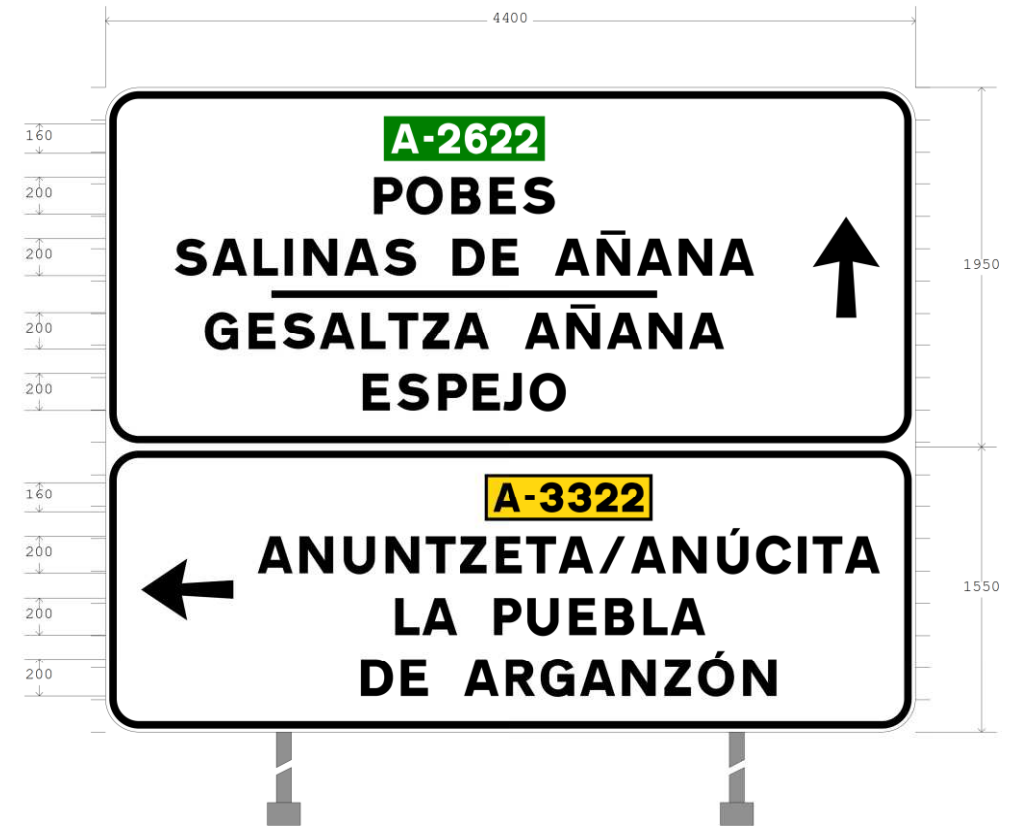 4400
A-2622
160
POBES
200
SALINAS DE AÑANA
200
1950
GESALTZA AÑANA
200
ESPEJO
200
A-3322
160
ANUNTZETA/ANÚCITA
200
1550
LA PUEBLA
200
DE ARGANZÓN
200